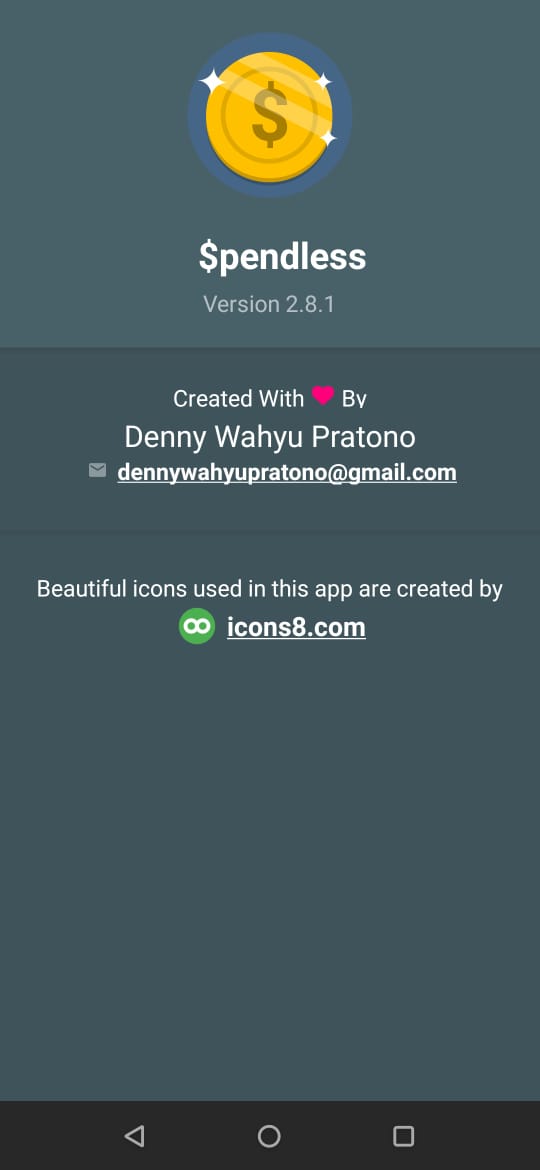 $
$pendless
Version 2.8.1
Created With ❤ By
Denny Wahyu Pratono
dennywahyupratono@gmail.com
Beautiful icons used in this app are created by
icons8.com